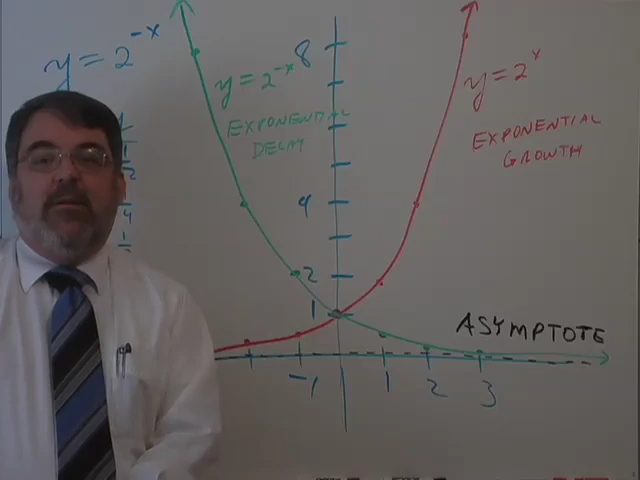 y = 2^-x
y = 2^-x
EXPONENTIAL
DECAY
y = 2^x
EXPONENTIAL
GROWTH
8
4
2
1
ASYMPTOTE
-1
1
2
3